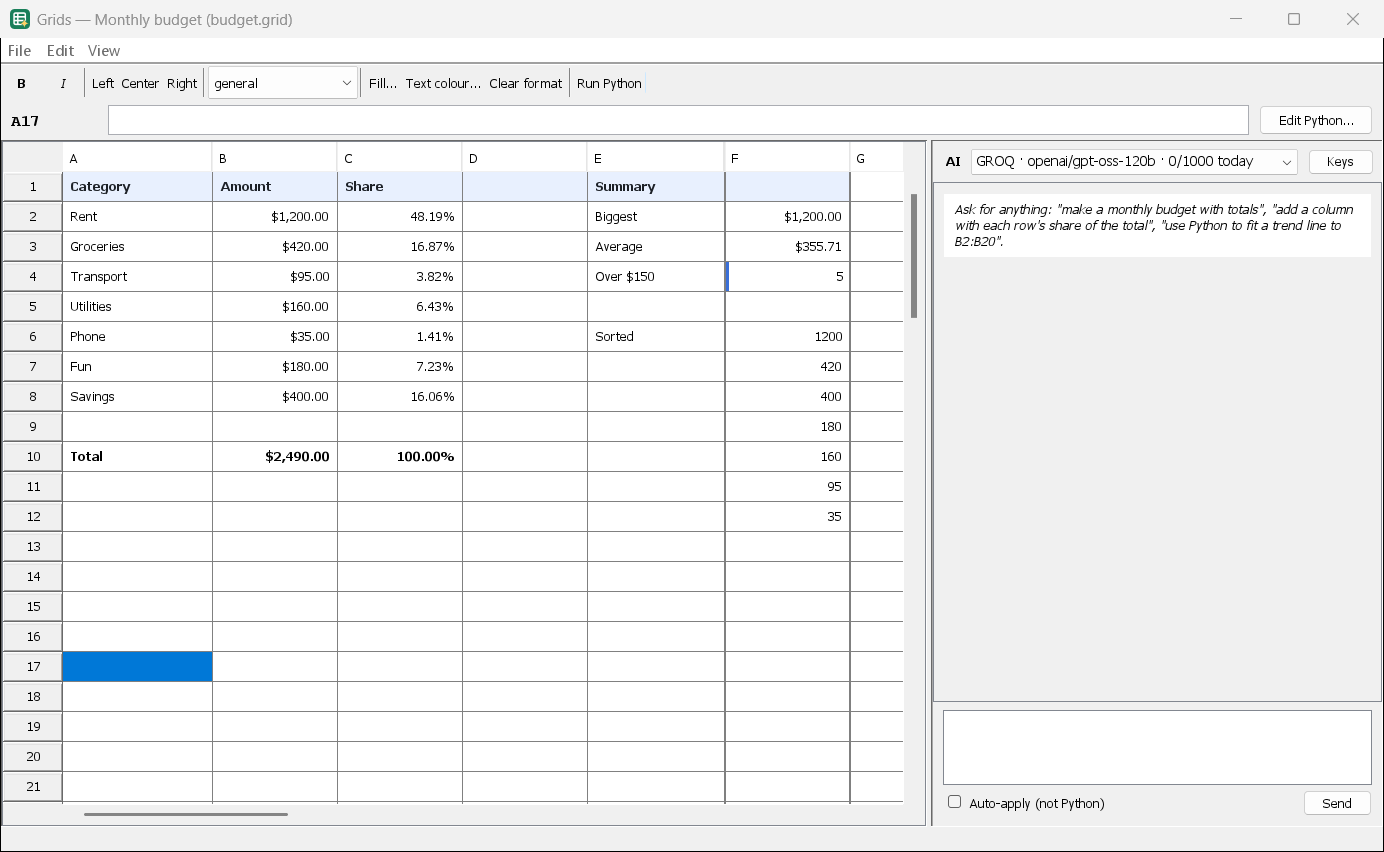 Grids — Monthly budget (budget.grid)
File Edit View
B I Left Center Right general Fill... Text colour... Clear format Run Python
A17 Edit Python...
A B C D E F G
1 Category Amount Share Summary
2 Rent $1,200.00 48.19% Biggest $1,200.00
3 Groceries $420.00 16.87% Average $355.71
4 Transport $95.00 3.82% Over $150 5
5 Utilities $160.00 6.43%
6 Phone $35.00 1.41% Sorted 1200
7 Fun $180.00 7.23% 420
8 Savings $400.00 16.06% 400
9 180
10 Total $2,490.00 100.00% 160
11 95
12 35
13
14
15
16
17
18
19
20
21
AI GROQ · openai/gpt-oss-120b · 0/1000 today Keys
Ask for anything: "make a monthly budget with totals", "add a column
with each row's share of the total", "use Python to fit a trend line to
B2:B20".
Auto-apply (not Python) Send